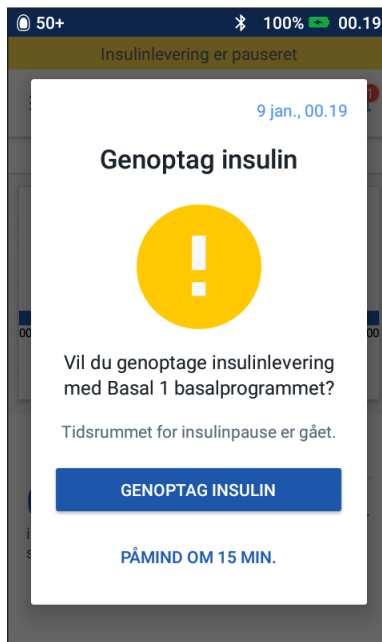 50+ 100% 00.19
Insulinlevering er pauseret
1
9 jan., 00.19
Genoptag insulin
!
Vil du genoptage insulinlevering
med Basal 1 basalprogrammet?
Tidsrummet for insulinpause er gået.
GENOPTAG INSULIN
PÅMIND OM 15 MIN.